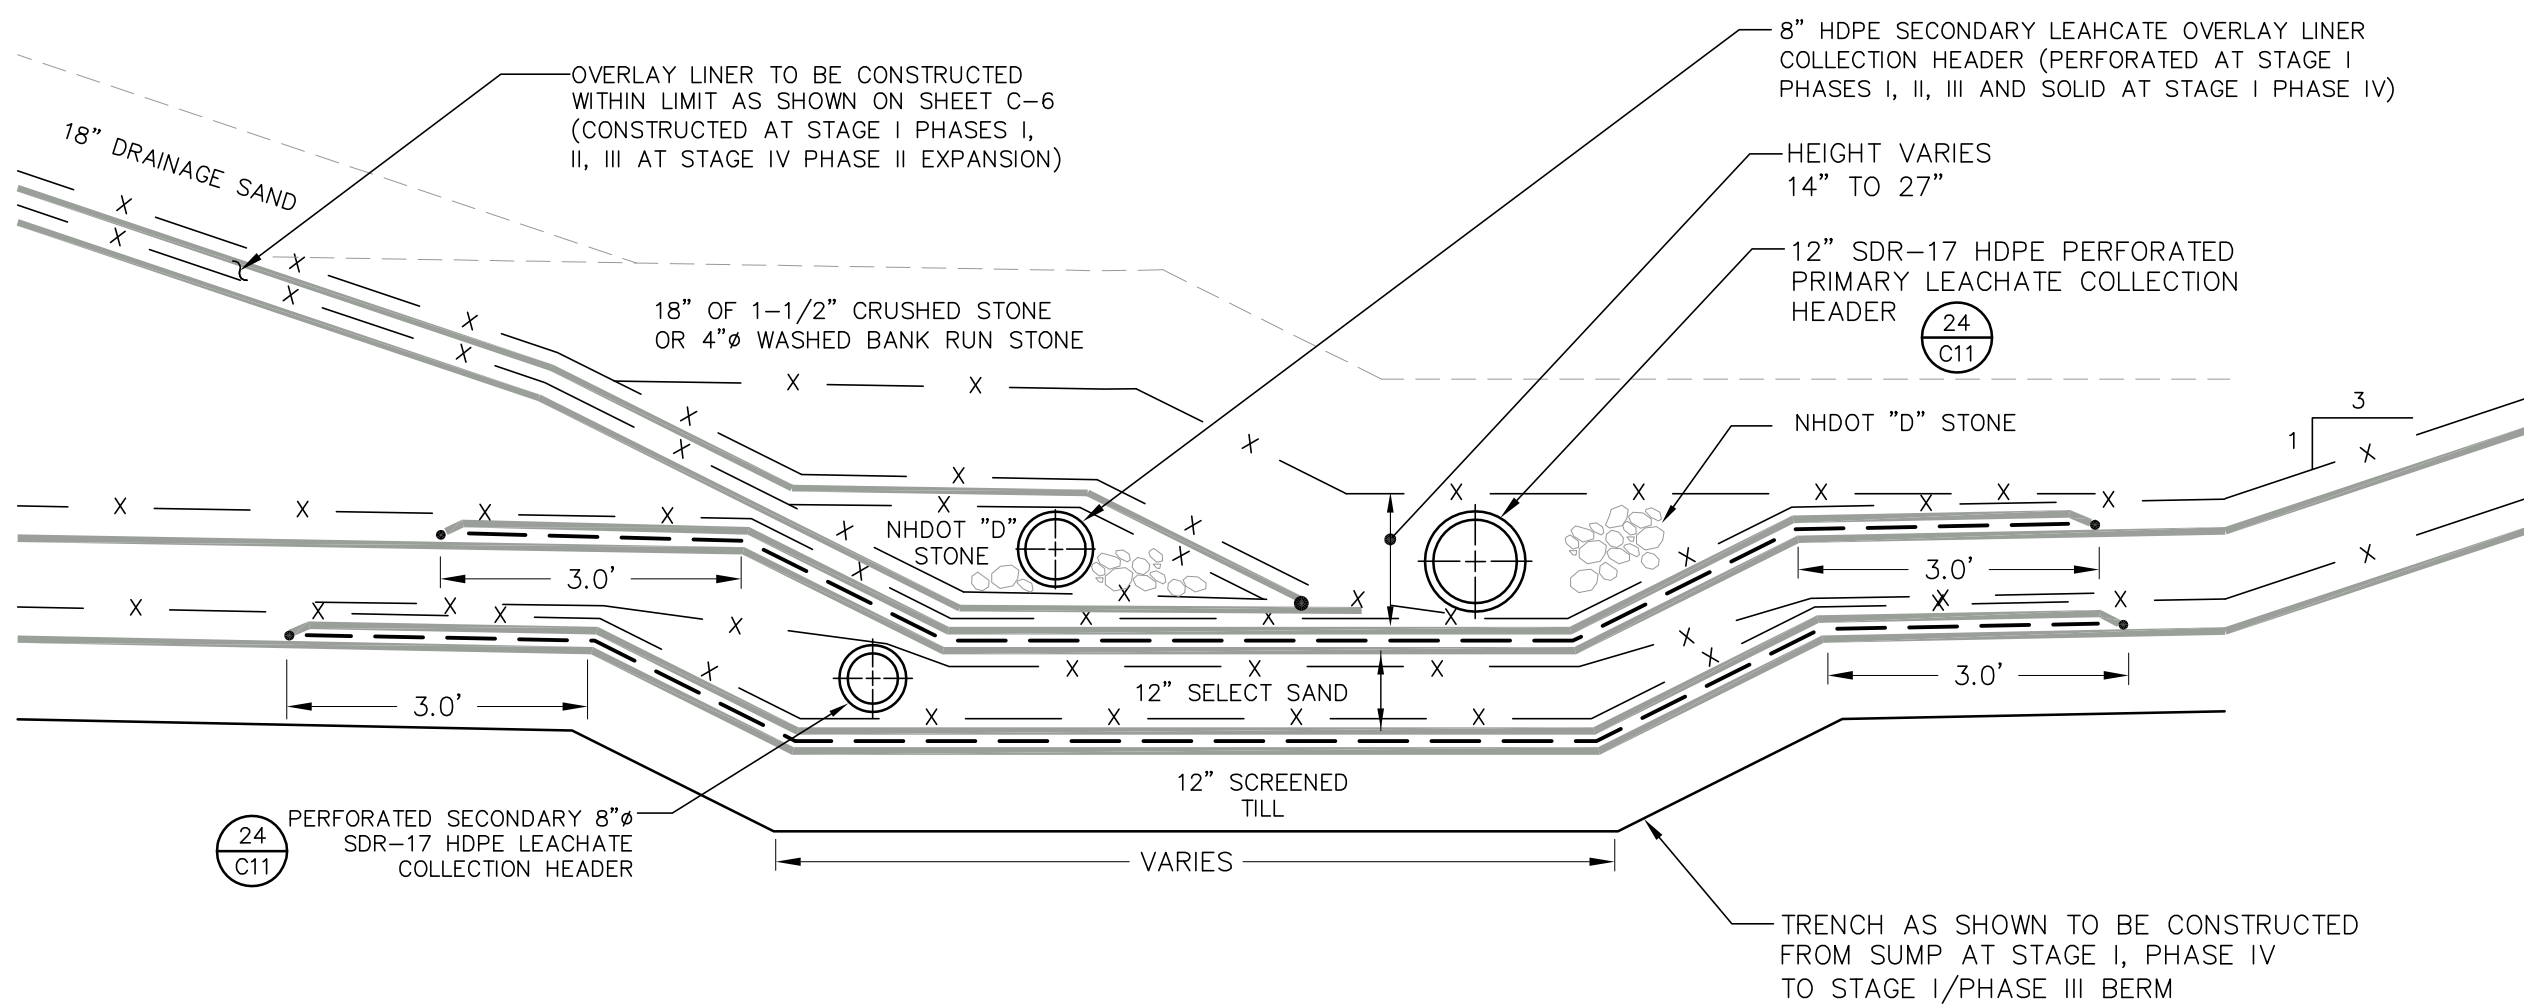 OVERLAY LINER TO BE CONSTRUCTED
WITHIN LIMIT AS SHOWN ON SHEET C-6
(CONSTRUCTED AT STAGE I PHASES I,
II, III AT STAGE IV PHASE II EXPANSION)
8" HDPE SECONDARY LEAHCATE OVERLAY LINER
COLLECTION HEADER (PERFORATED AT STAGE I
PHASES I, II, III AND SOLID AT STAGE I PHASE IV)
18" DRAINAGE SAND
HEIGHT VARIES
14" TO 27"
12" SDR-17 HDPE PERFORATED
PRIMARY LEACHATE COLLECTION
HEADER
24
C11
18" OF 1-1/2" CRUSHED STONE
OR 4"ø WASHED BANK RUN STONE
NHDOT "D" STONE
3
1
NHDOT "D"
STONE
3.0'
3.0'
3.0'
3.0'
12" SELECT SAND
12" SCREENED
TILL
24
C11
PERFORATED SECONDARY 8"ø
SDR-17 HDPE LEACHATE
COLLECTION HEADER
VARIES
TRENCH AS SHOWN TO BE CONSTRUCTED
FROM SUMP AT STAGE I, PHASE IV
TO STAGE I/PHASE III BERM